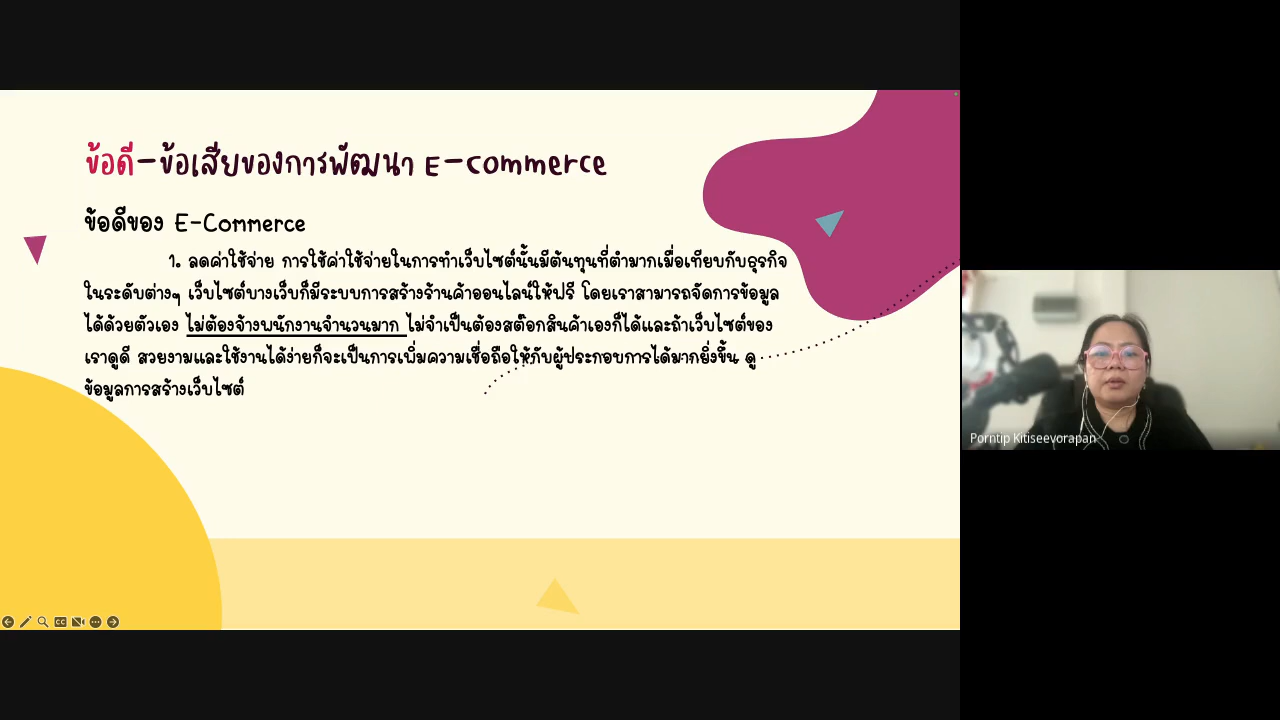 ข้อดี-ข้อเสียของการพัฒนา E-commerce
ข้อดีของ E-Commerce
1. ลดค่าใช้จ่าย การใช้ค่าใช้จ่ายในการทำเว็บไซต์นั้นมีต้นทุนที่ต่ำมากเมื่อเทียบกับธุรกิจ
ในระดับต่างๆ เว็บไซต์บางเว็บก็มีระบบการสร้างร้านค้าออนไลน์ให้ฟรี โดยเราสามารถจัดการข้อมูล
ได้ด้วยตัวเอง ไม่ต้องจ้างพนักงานจำนวนมาก ไม่จำเป็นต้องสต๊อกสินค้าเองก็ได้และถ้าเว็บไซต์ของ
เราดูดี สวยงามและใช้งานได้ง่ายก็จะเป็นการเพิ่มความเชื่อถือให้กับผู้ประกอบการได้มากยิ่งขึ้น ดู
ข้อมูลการสร้างเว็บไซต์
Porntip Kitiseevorapan
CC